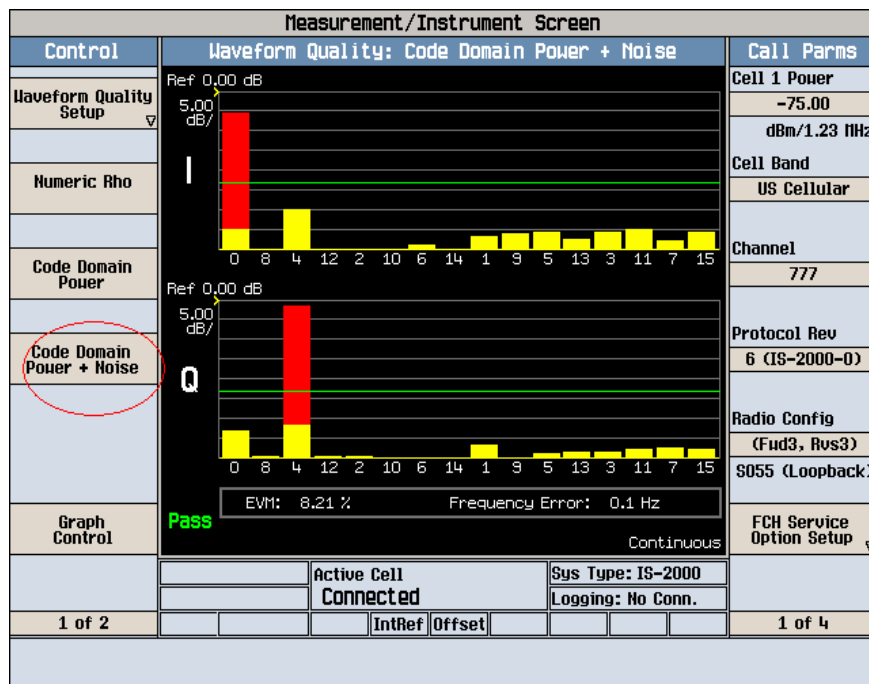 Measurement/Instrument Screen
Control
Waveform Quality: Code Domain Power + Noise
Call Parms
Waveform Quality
Setup
Numeric Rho
Code Domain
Power
Code Domain
Power + Noise
Graph
Control
1 of 2
Ref 0.00 dB
5.00
dB/
I
0 8 4 12 2 10 6 14 1 9 5 13 3 11 7 15
Ref 0.00 dB
5.00
dB/
Q
0 8 4 12 2 10 6 14 1 9 5 13 3 11 7 15
EVM: 8.21 % Frequency Error: 0.1 Hz
Pass
Continuous
Active Cell
Connected
Sys Type: IS-2000
Logging: No Conn.
IntRef Offset
Cell 1 Power
-75.00
dBm/1.23 MHz
Cell Band
US Cellular
Channel
777
Protocol Rev
6 (IS-2000-0)
Radio Config
(Fwd3, Rvs3)
SO55 (Loopback)
FCH Service
Option Setup
1 of 4